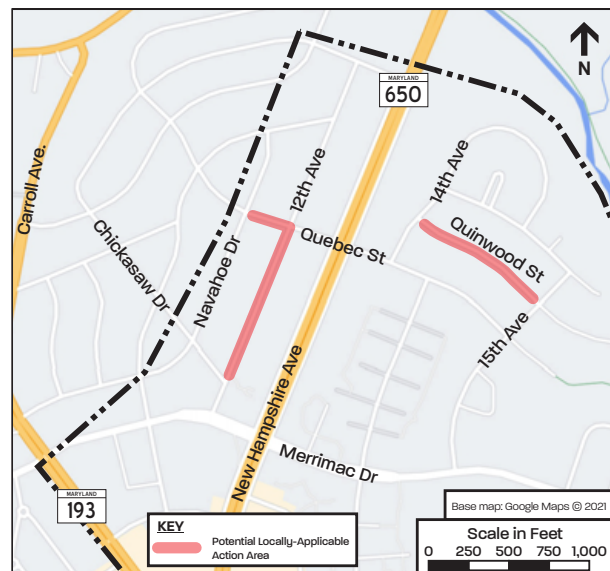 N
MARYLAND
650
Carroll Ave.
12th Ave
14th Ave
Quebec St
Quinwood St
Chickasaw Dr
Navahoe Dr
15th Ave
New Hampshire Ave
Merrimac Dr
MARYLAND
193
KEY
Potential Locally-Applicable
Action Area
Base map: Google Maps © 2021
Scale in Feet
0 250 500 750 1,000